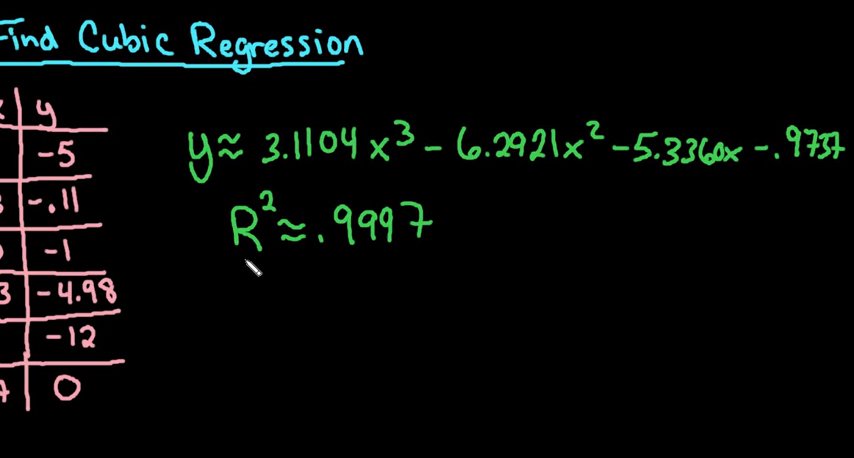 Find Cubic Regression
y
-5
-.11
-1
3 -4.98
-12
0
y ≈ 3.1104x³ - 6.2921x² - 5.3360x - .9737
R² ≈ .9997